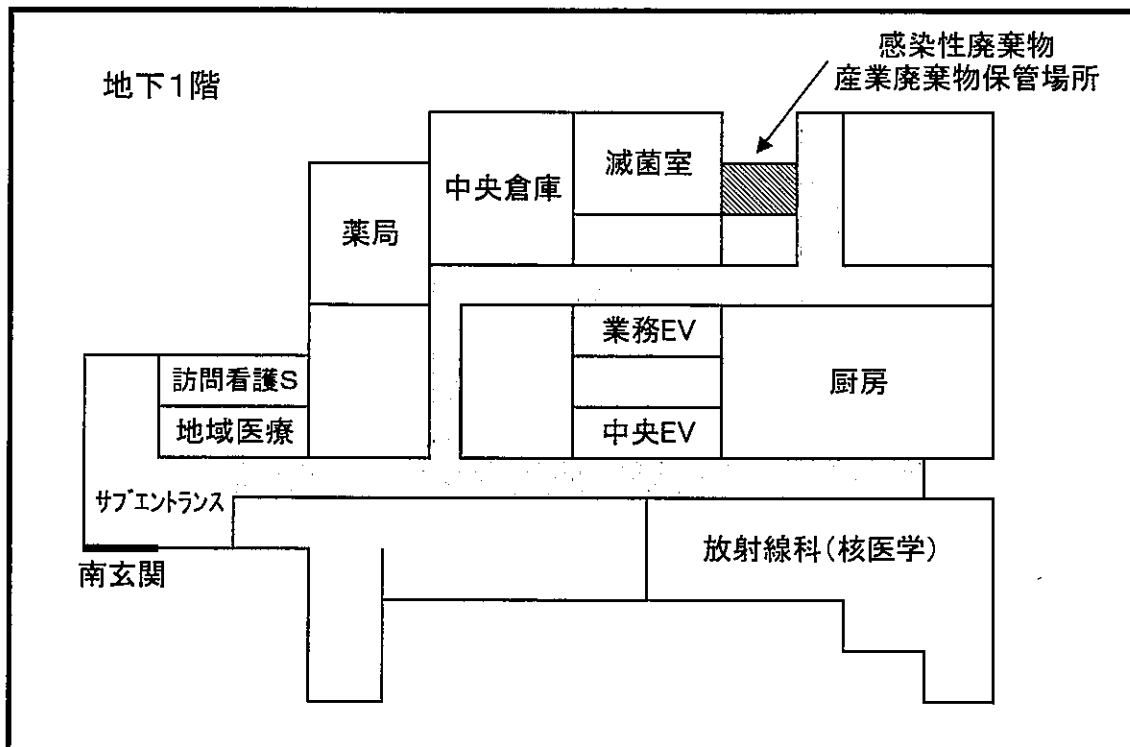 感染性廃棄物
産業廃棄物保管場所
地下1階
滅菌室
中央倉庫
薬局
業務EV
訪問看護S
厨房
地域医療
中央EV
サブエントランス
放射線科(核医学)
南玄関